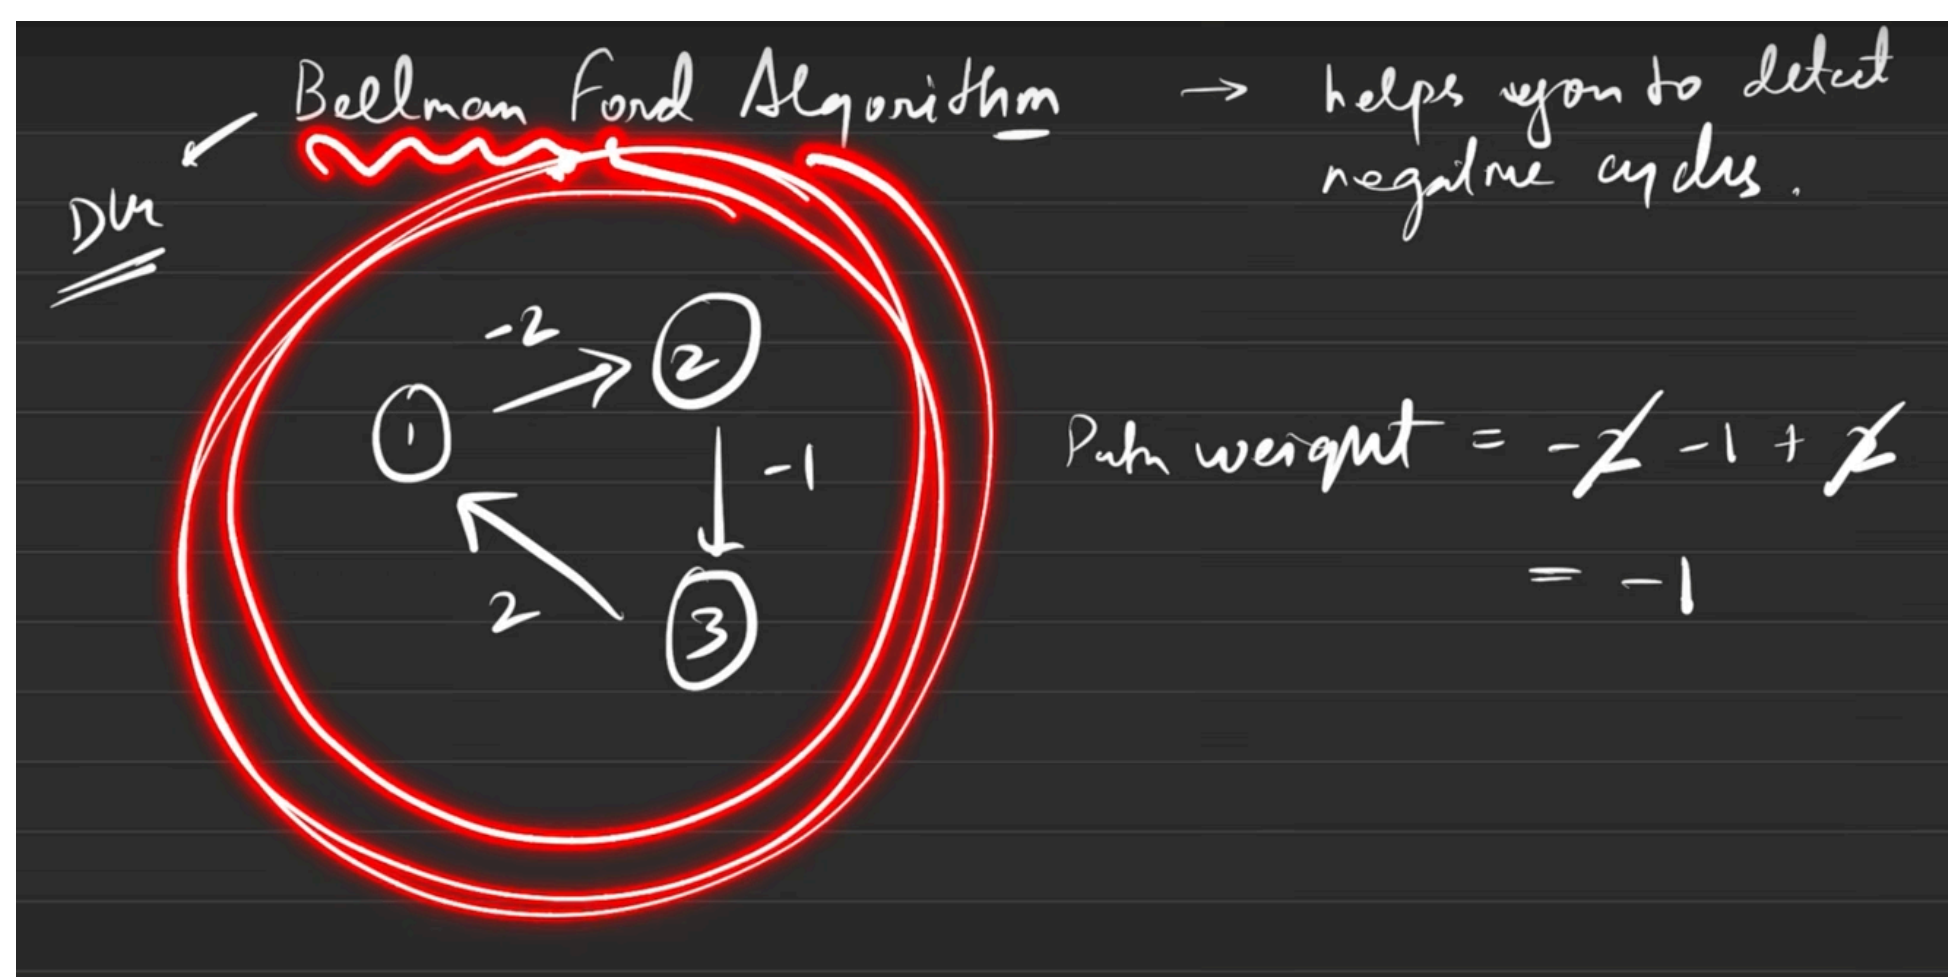 Bellman Ford Algorithm → helps you to detect
negative cycles.
-2
2
1
-1
2
3
Path weight = -2 -1 + 2
= -1